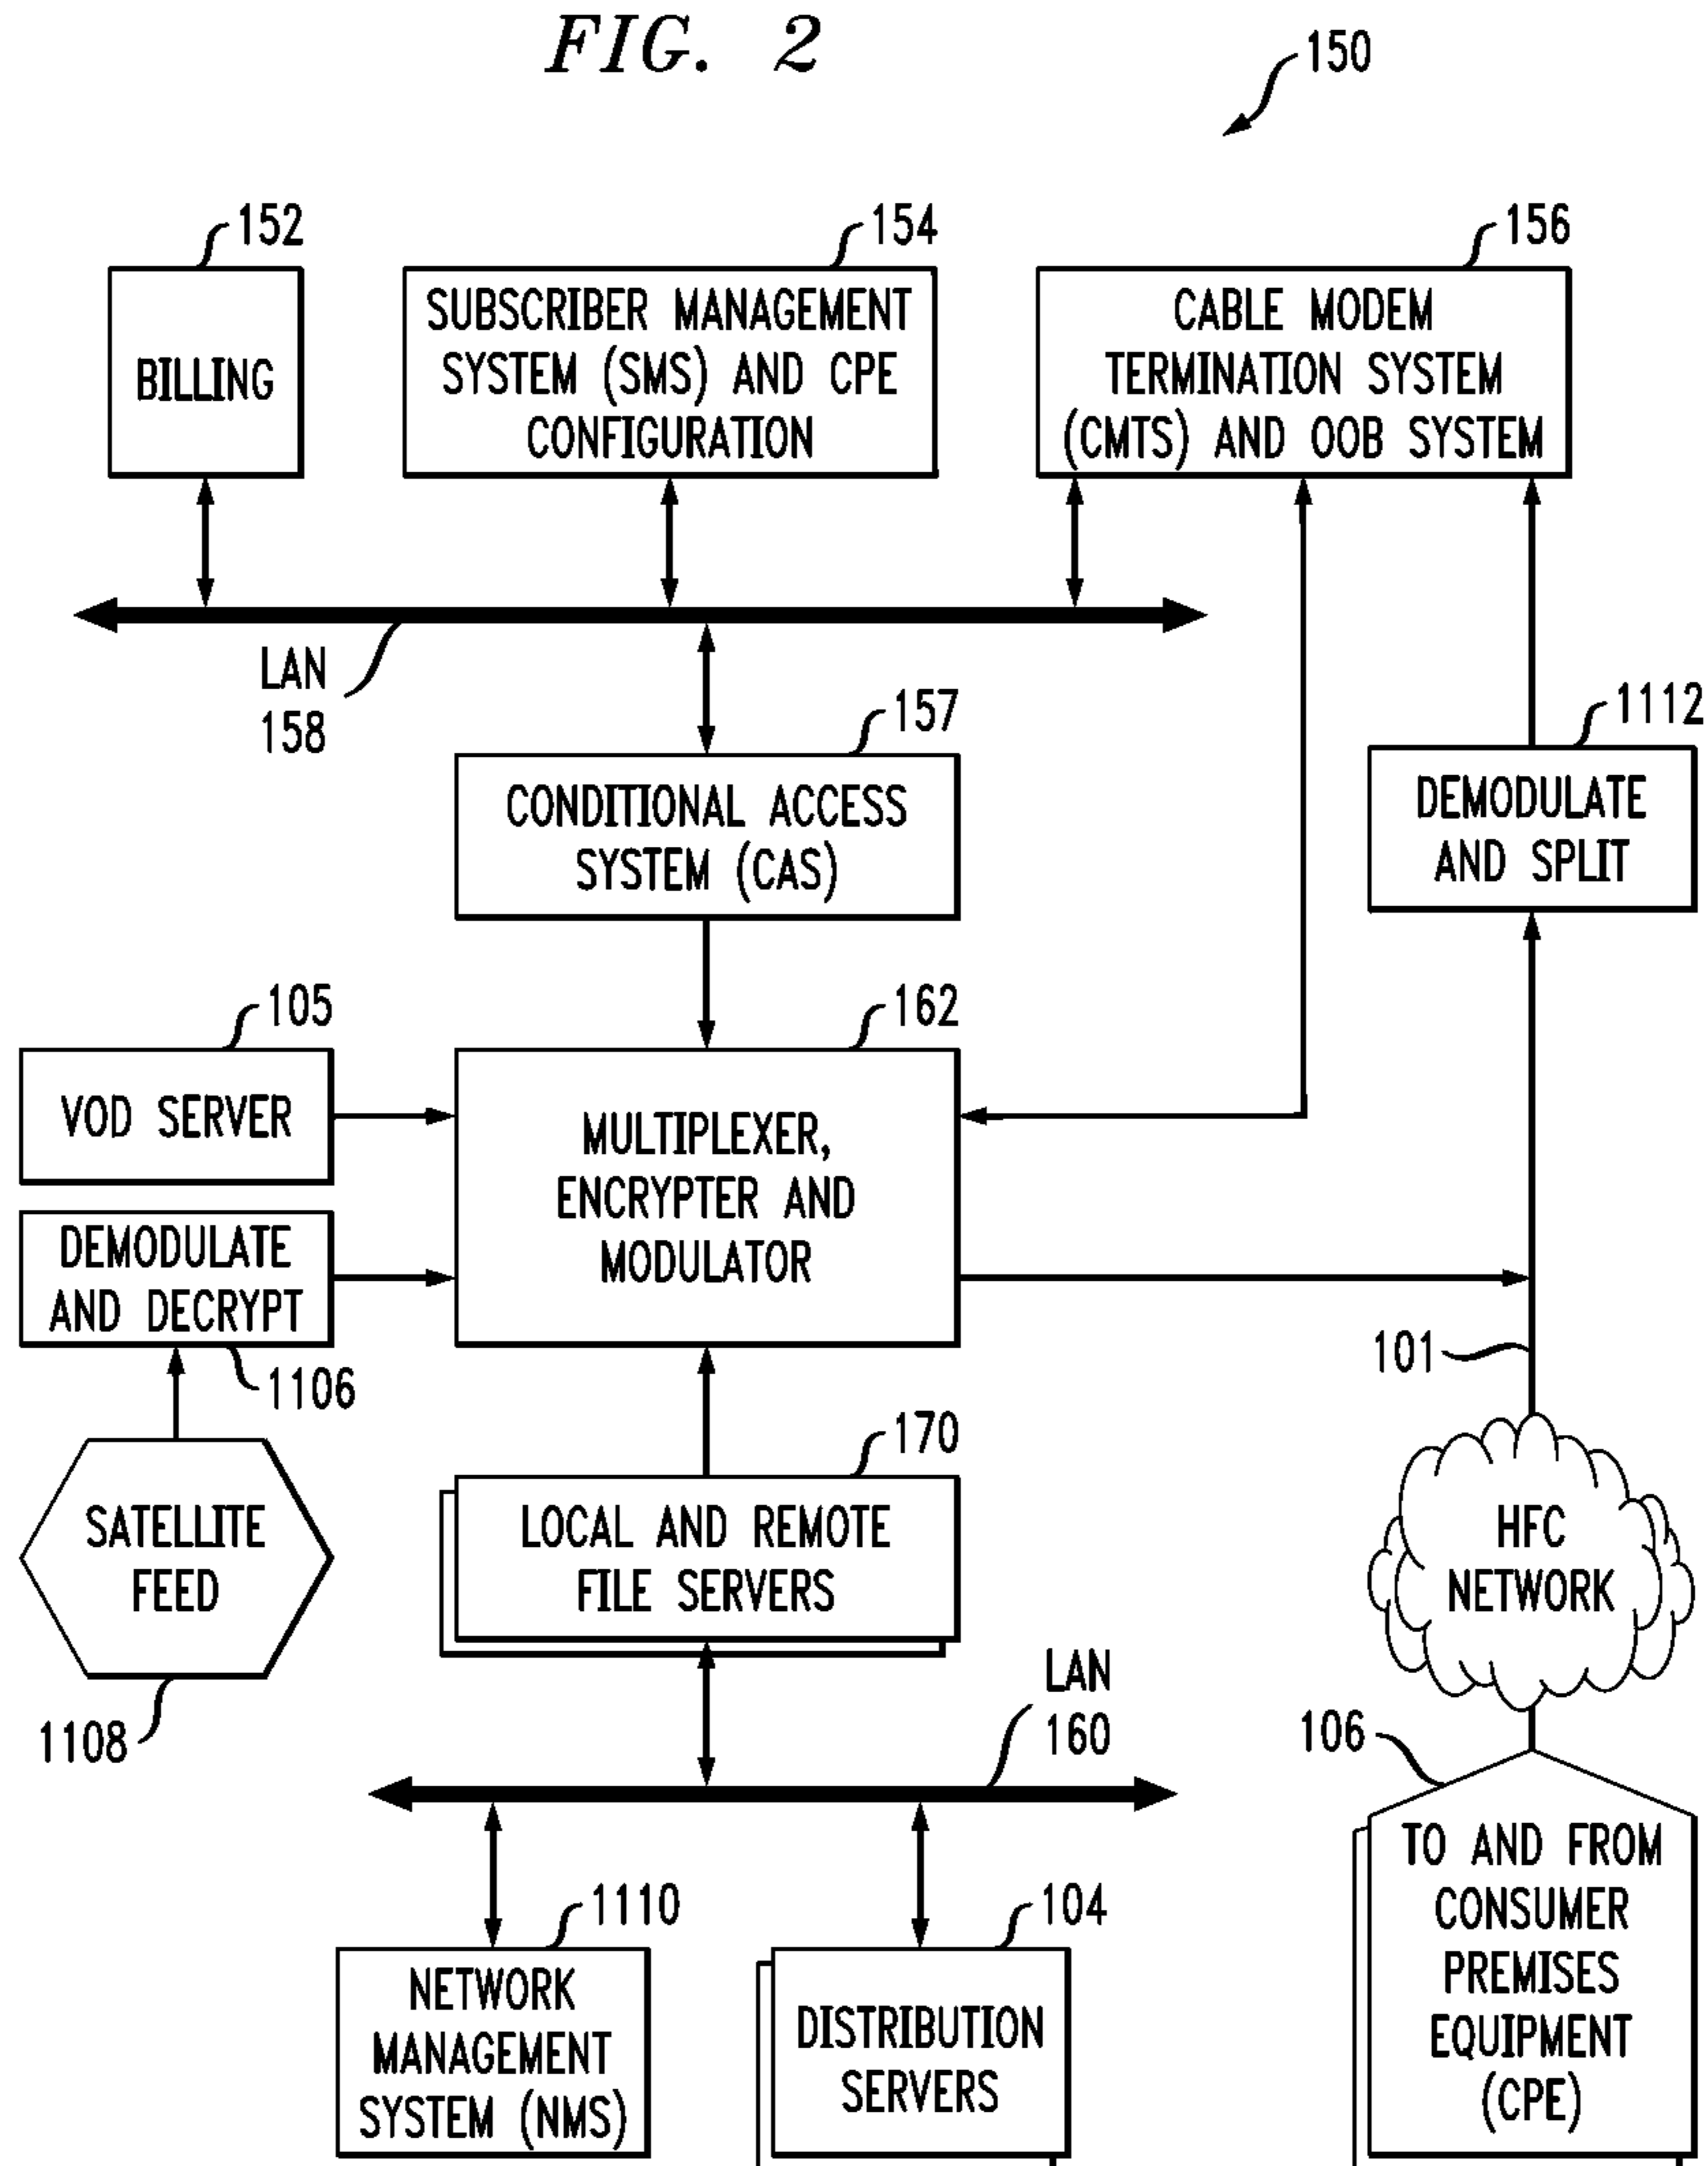 FIG. 2
150
152
154
156
BILLING
SUBSCRIBER MANAGEMENT
SYSTEM (SMS) AND CPE
CONFIGURATION
CABLE MODEM
TERMINATION SYSTEM
(CMTS) AND OOB SYSTEM
LAN
158
157
1112
CONDITIONAL ACCESS
SYSTEM (CAS)
DEMODULATE
AND SPLIT
105
162
VOD SERVER
MULTIPLEXER,
ENCRYPTER AND
MODULATOR
DEMODULATE
AND DECRYPT
1106
101
170
SATELLITE
FEED
LOCAL AND REMOTE
FILE SERVERS
HFC
NETWORK
1108
LAN
160
106
1110
104
NETWORK
MANAGEMENT
SYSTEM (NMS)
DISTRIBUTION
SERVERS
TO AND FROM
CONSUMER
PREMISES
EQUIPMENT
(CPE)